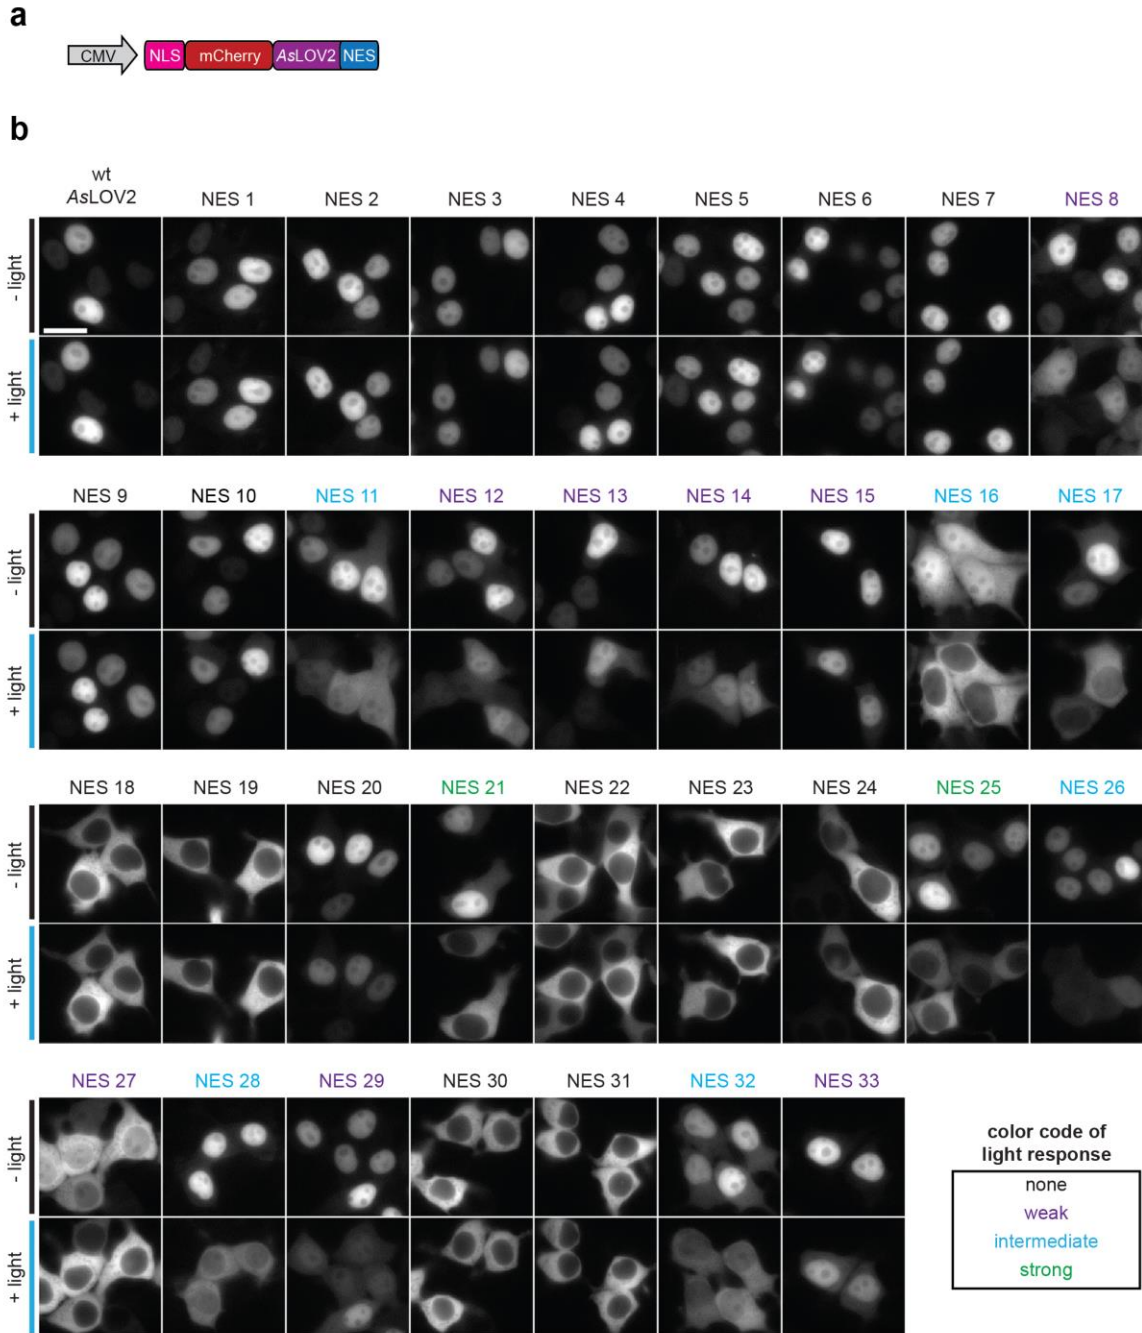 a
CMV NLS mCherry AsLOV2 NES
b
wt
AsLOV2 NES 1 NES 2 NES 3 NES 4 NES 5 NES 6 NES 7 NES 8
- light
+ light
NES 9 NES 10 NES 11 NES 12 NES 13 NES 14 NES 15 NES 16 NES 17
- light
+ light
NES 18 NES 19 NES 20 NES 21 NES 22 NES 23 NES 24 NES 25 NES 26
- light
+ light
NES 27 NES 28 NES 29 NES 30 NES 31 NES 32 NES 33
- light
+ light
color code of
light response
none
weak
intermediate
strong